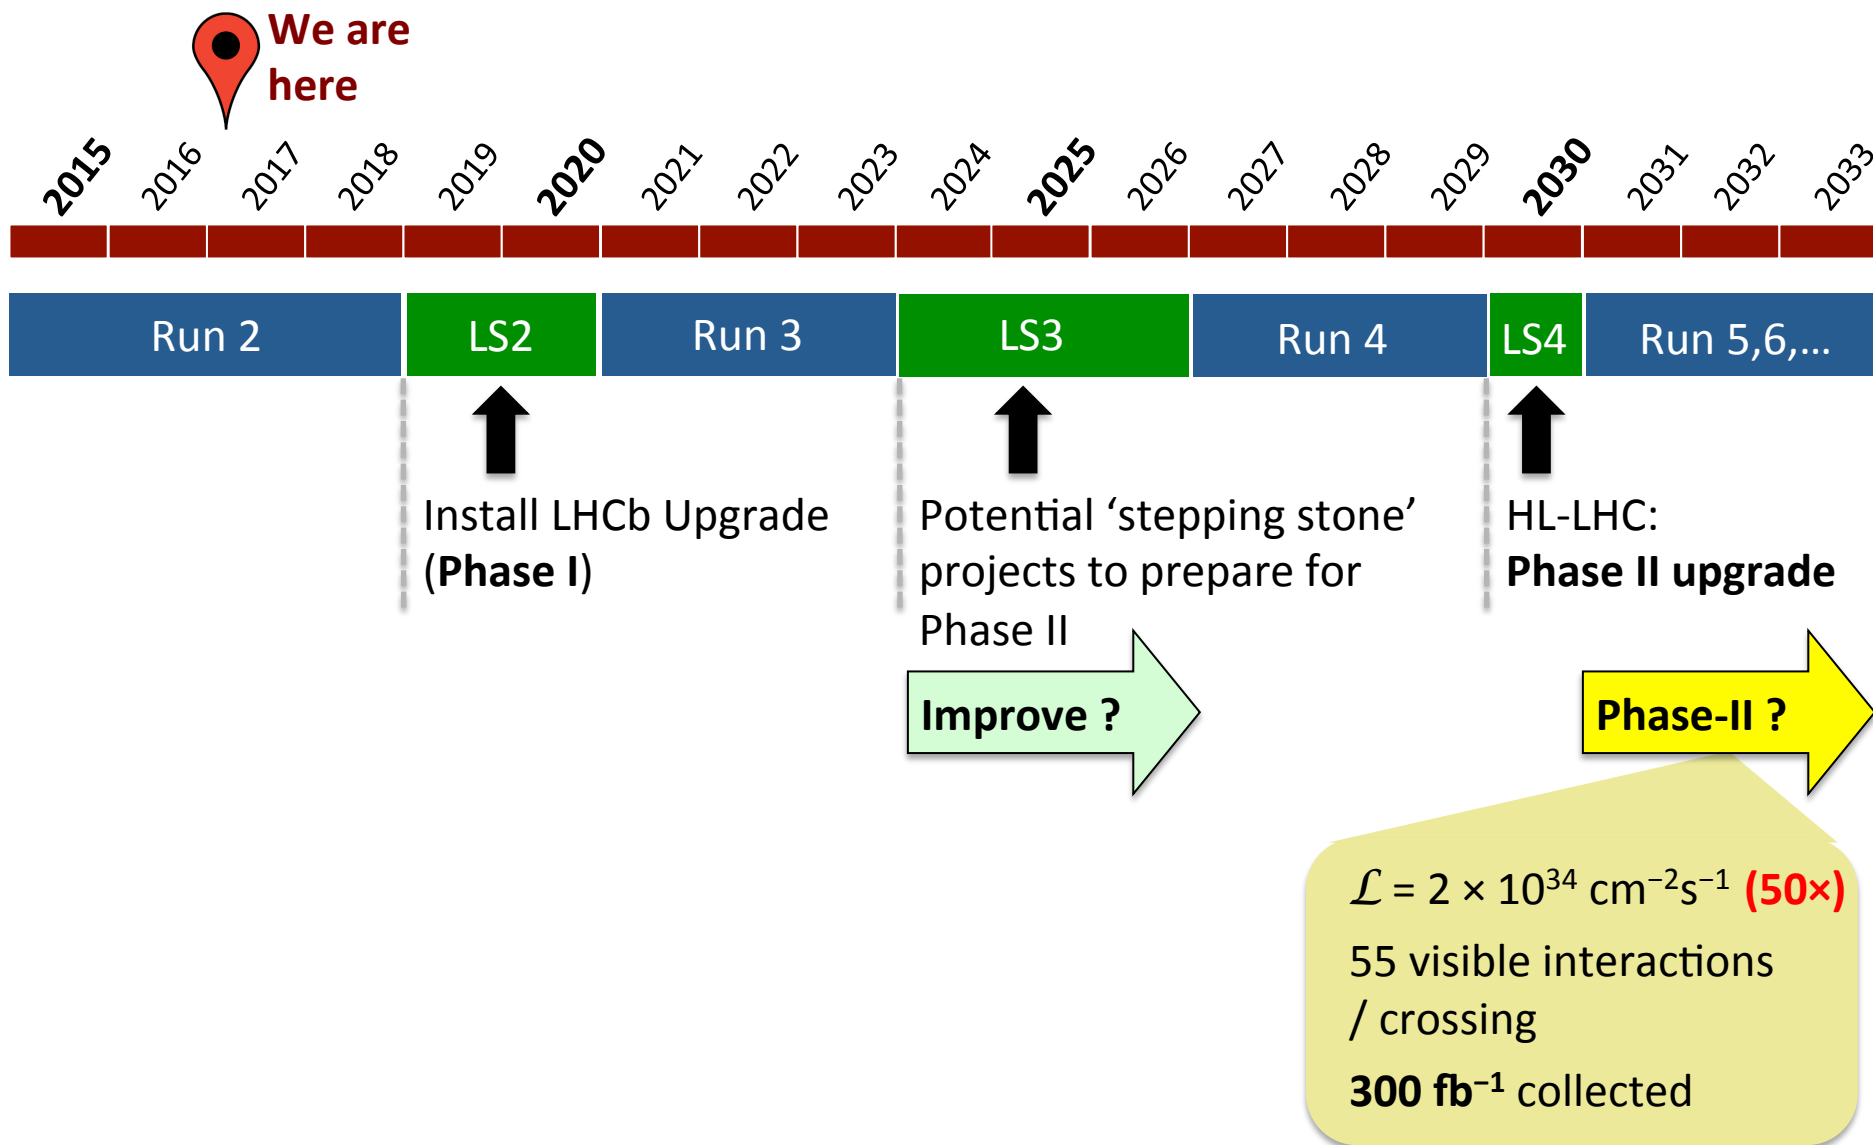 We are
here
2015 2016 2017 2018 2019 2020 2021 2022 2023 2024 2025 2026 2027 2028 2029 2030 2031 2032 2033
Run 2 LS2 Run 3 LS3 Run 4 LS4 Run 5,6,...
Install LHCb Upgrade
(Phase I)
Potential ‘stepping stone’
projects to prepare for
Phase II
HL-LHC:
Phase II upgrade
Improve ?
Phase-II ?
ℒ = 2 × 10³⁴ cm⁻²s⁻¹ (50×)
55 visible interactions
/ crossing
300 fb⁻¹ collected